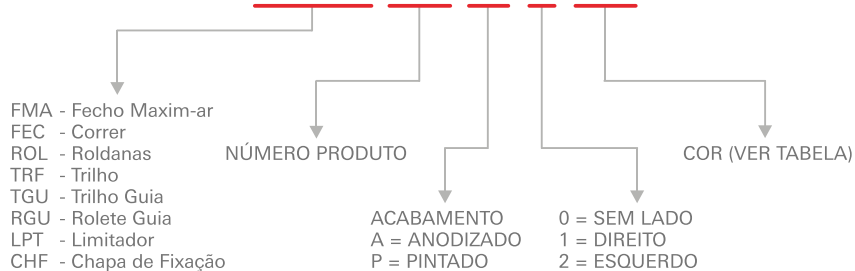 FMA - Fecho Maxim-ar
FEC - Correr
ROL - Roldanas
TRF - Trilho
TGU - Trilho Guia
RGU - Rolete Guia
LPT - Limitador
CHF - Chapa de Fixação
NÚMERO PRODUTO
ACABAMENTO
A = ANODIZADO
P = PINTADO
0 = SEM LADO
1 = DIREITO
2 = ESQUERDO
COR (VER TABELA)